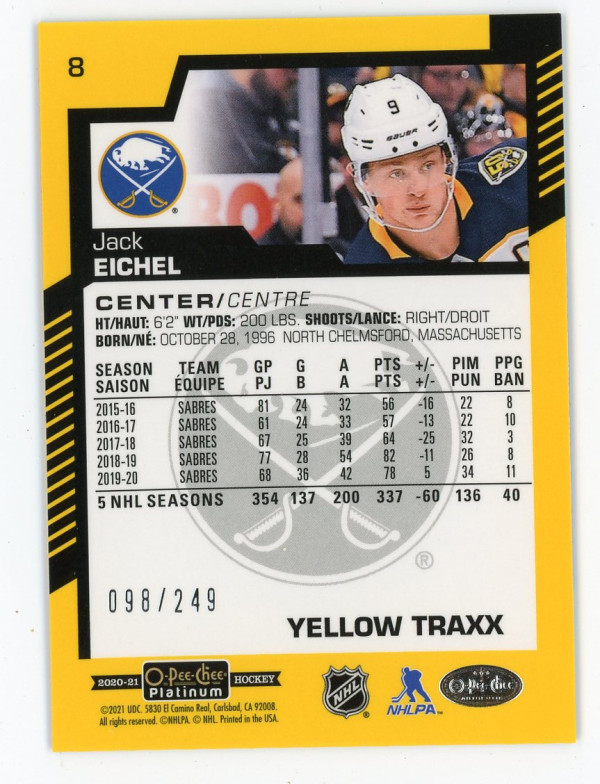 8
9
BAUER
50
9
Jack
EICHEL
®
CENTER/CENTRE
HT/HAUT: 6'2" WT/PDS: 200 LBS. SHOOTS/LANCE: RIGHT/DROIT
BORN/NÉ: OCTOBER 28, 1996 NORTH CHELMSFORD, MASSACHUSETTS
SEASON TEAM GP G A PTS +/- PIM PPG
SAISON ÉQUIPE PJ B A PTS +/- PUN BAN
2015-16 SABRES 81 24 32 56 -16 22 8
2016-17 SABRES 61 24 33 57 -13 22 10
2017-18 SABRES 67 25 39 64 -25 32 3
2018-19 SABRES 77 28 54 82 -11 26 8
2019-20 SABRES 68 36 42 78 5 34 11
5 NHL SEASONS 354 137 200 337 -60 136 40
®
098/249
YELLOW TRAXX
2020-21 O-Pee-Chee Platinum HOCKEY
NHL
NHLPA
O-Pee-Chee
©2021 UDC. 5830 El Camino Real, Carlsbad, CA 92008.
All rights reserved. ©NHLPA. © NHL. Printed in the USA.